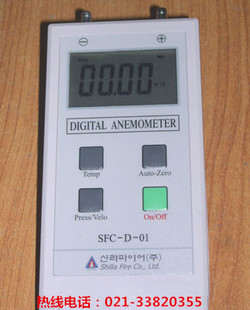 ⊖ ⊕
00.00
DIGITAL ANEMOMETER
Temp Auto-Zero
Press/Velo On/Off
SFC-D-01
신라파이어(주)
Shilla Fire Co., Ltd.
热线电话：021-33820355